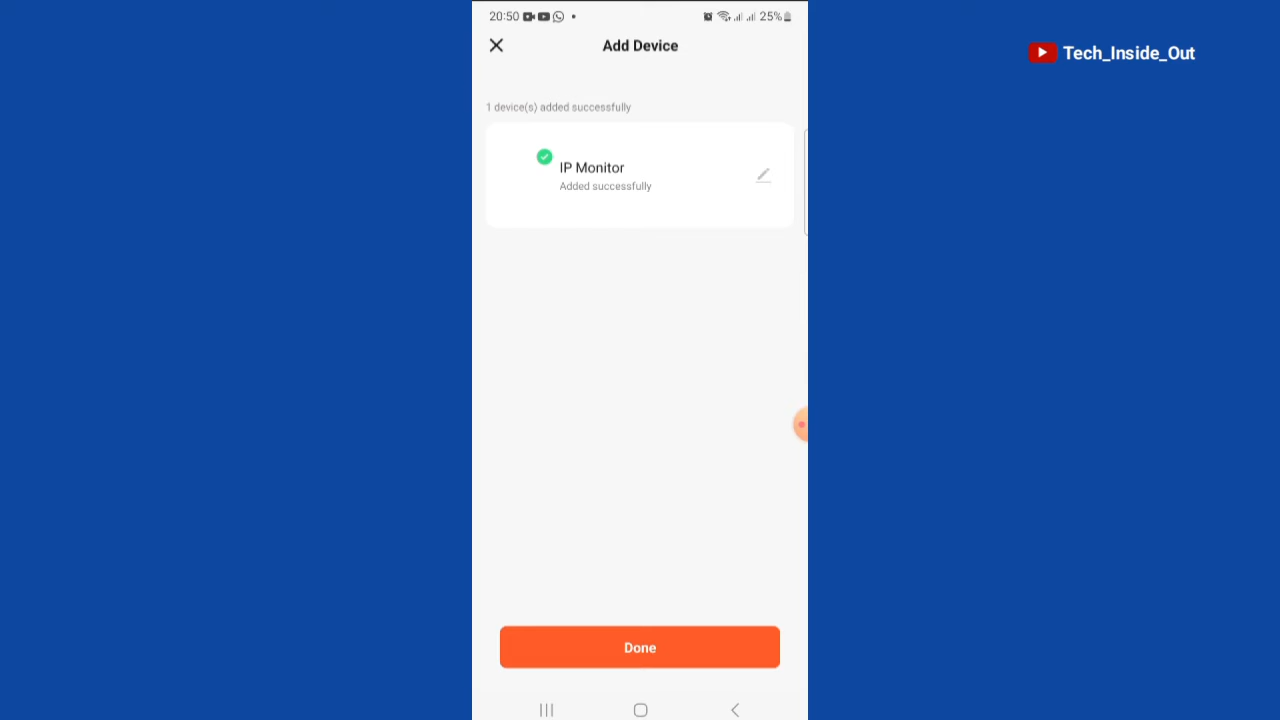 20:50
25%
Add Device
Tech_Inside_Out
1 device(s) added successfully
IP Monitor
Added successfully
Done